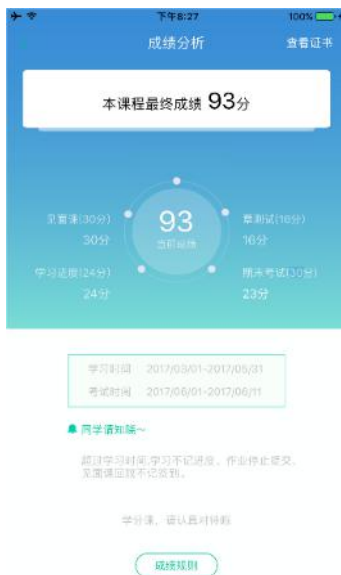 下午8:27
100%
成绩分析
查看证书
本课程最终成绩 93分
93
当前成绩
见面课(30分)
30分
章测试(16分)
16分
学习进度(24分)
24分
期末考试(30分)
23分
学习时间 2017/03/01-2017/05/31
考试时间 2017/06/01-2017/06/11
同学请知晓～
超过学习时间,学习不记进度、作业停止提交、
见面课回放不记签到。
学分课，请认真对待哦
成绩规则